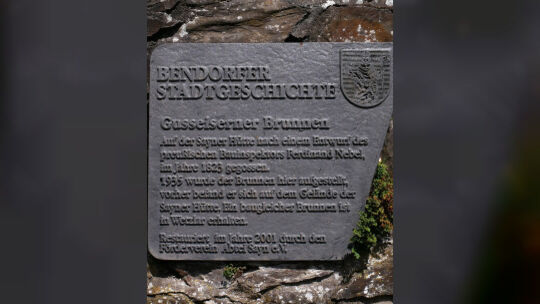 BENDORFER
STADTGESCHICHTE
Gusseiserner Brunnen
Auf der Sayner Hütte nach einem Entwurf des
preußischen Bauinspektors Ferdinand Nebel,
im Jahre 1825 gegossen.
1935 wurde der Brunnen hier aufgestellt,
vorher befand er sich auf dem Gelände der
Sayner Hütte. Ein baugleicher Brunnen ist
in Wetzlar erhalten.
Restauriert im Jahre 2001 durch den
Förderverein Abtei Sayn e.V.